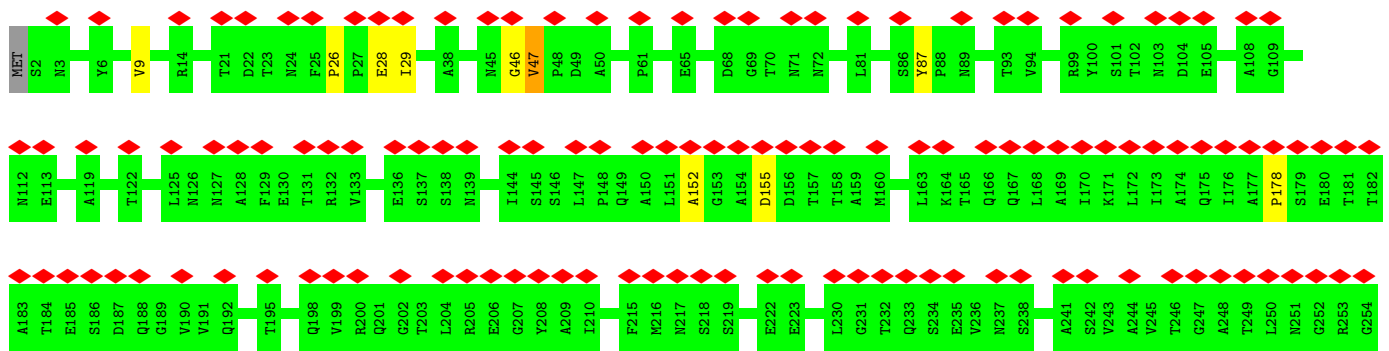 MET S2 N3 Y6 V9 R14 T21 D22 T23 N24 F25 P26 P27 E28 I29 A38 N45 G46 V47 P48 D49 A50 P61 E65 D68 G69 T70 N71 N72 L81 S86 Y87 P88 N89 T93 V94 R99 Y100 S101 T102 N103 D104 E105 A108 G109
N112 E113 A119 T122 L125 N126 N127 A128 F129 E130 T131 R132 V133 E136 S137 S138 N139 I144 S145 S146 L147 P148 Q149 A150 L151 A152 G153 A154 D155 D156 T157 T158 A159 M160 L163 K164 T165 Q166 Q167 L168 A169 I170 K171 L172 I173 A174 Q175 I176 A177 P178 S179 E180 T181 T182
A183 T184 E185 S186 D187 Q188 G189 V190 V191 Q192 T195 Q198 V199 R200 Q201 G202 T203 L204 R205 E206 G207 Y208 A209 I210 F215 M216 N217 S218 S219 E222 E223 L230 G231 T232 Q233 S234 E235 V236 N237 S238 A241 S242 V243 A244 V245 T246 G247 A248 T249 L250 N251 G252 R253 G254